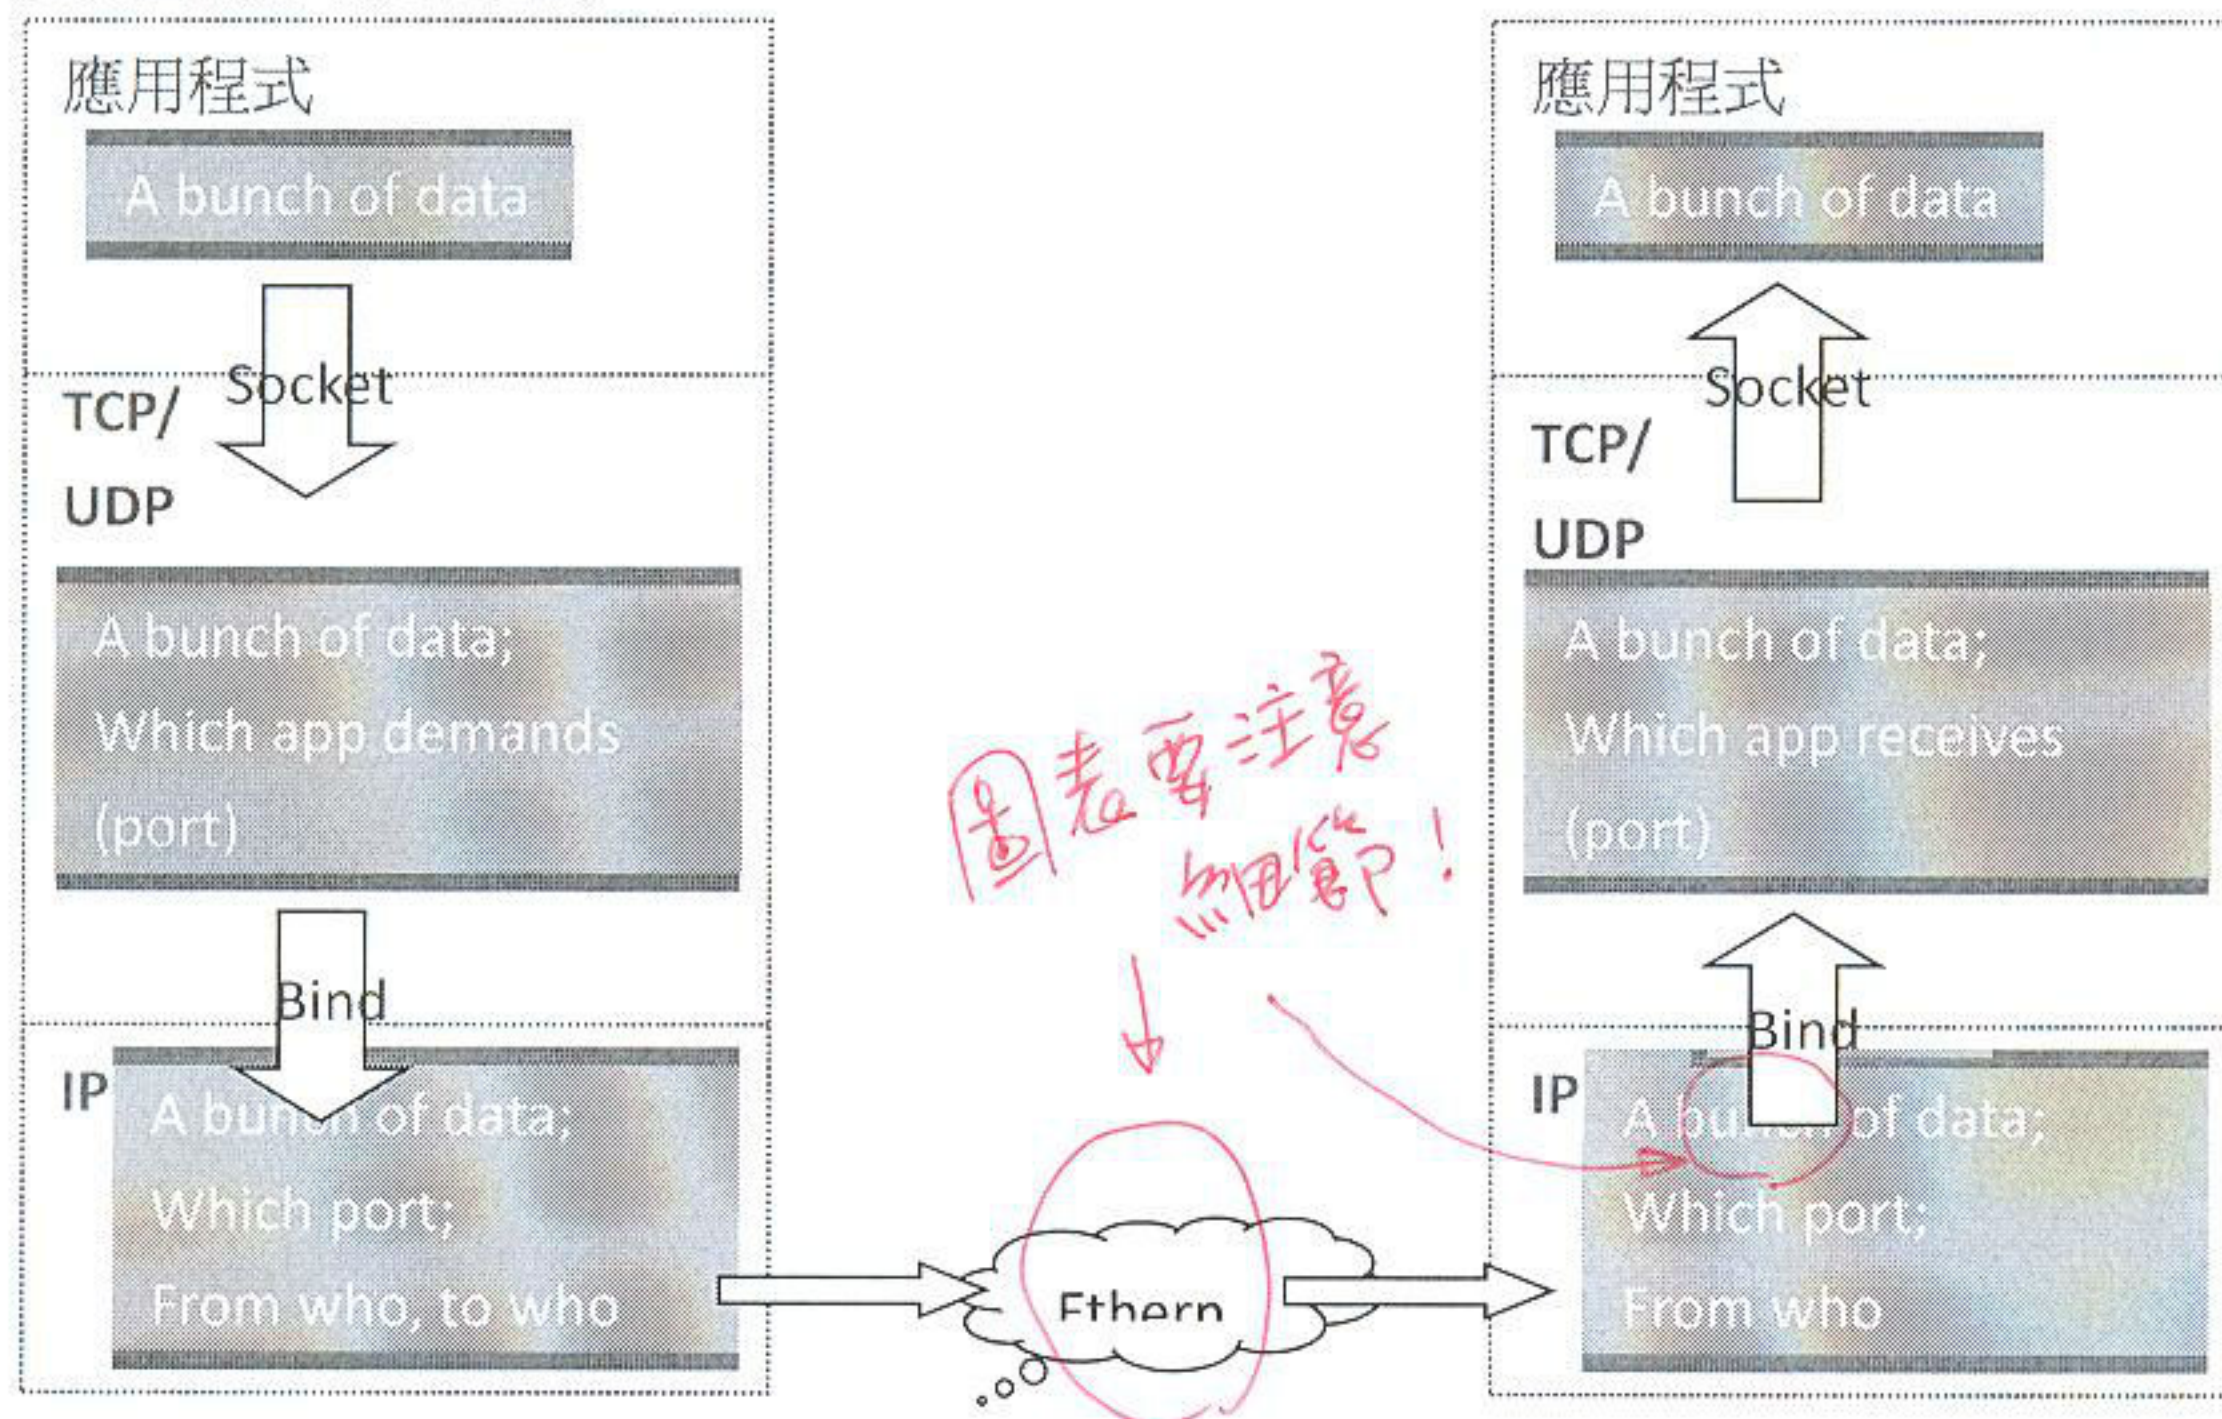 應用程式
A bunch of data
Socket
TCP/
UDP
A bunch of data;
Which app demands
(port)
Bind
IP
A bunch of data;
Which port;
From who, to who
圖表要注意
細節!
Ethern
應用程式
A bunch of data
Socket
TCP/
UDP
A bunch of data;
Which app receives
(port)
Bind
IP
A bunch of data;
Which port;
From who